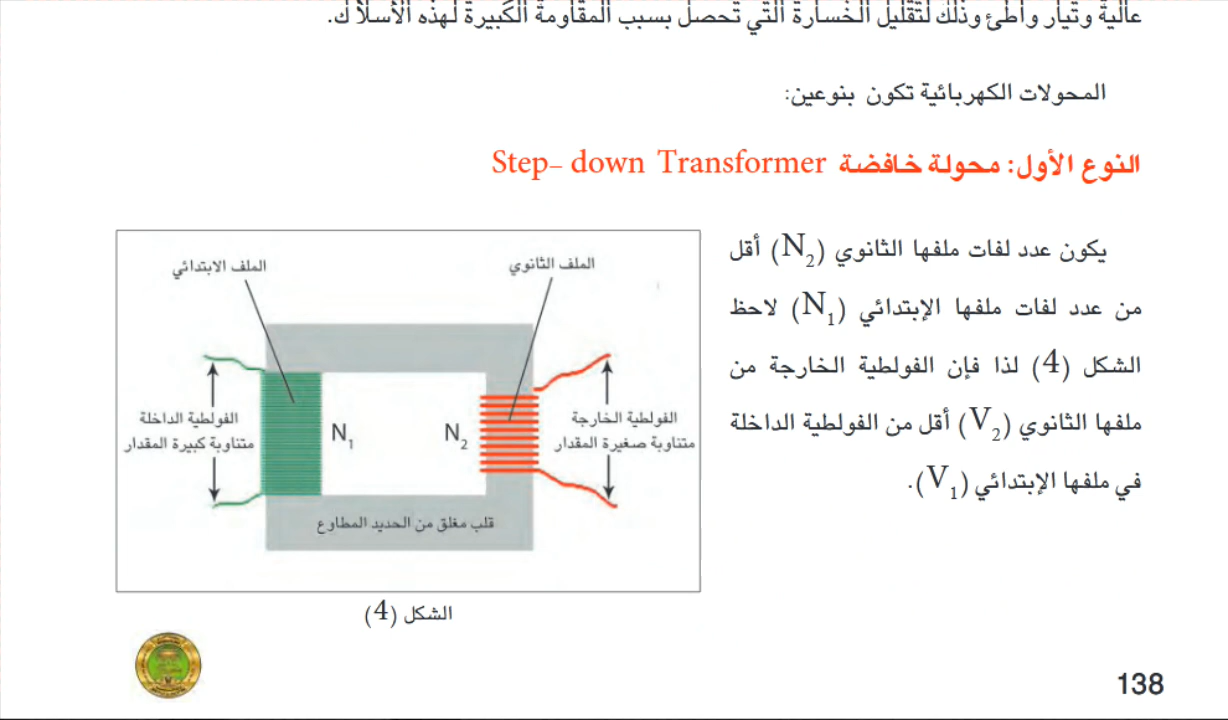 عالية وتيار واطئ وذلك لتقليل الخسارة التي تحصل بسبب المقاومة الكبيرة لهذه الأسلاك.
المحولات الكهربائية تكون بنوعين:
النوع الأول: محولة خافضة Step– down Transformer
يكون عدد لفات ملفها الثانوي (N₂) أقل
من عدد لفات ملفها الإبتدائي (N₁) لاحظ
الشكل (4) لذا فإن الفولطية الخارجة من
ملفها الثانوي (V₂) أقل من الفولطية الداخلة
في ملفها الإبتدائي (V₁).
الملف الثانوي
الملف الابتدائي
الفولطية الخارجة
متناوبة صغيرة المقدار
N₂
N₁
الفولطية الداخلة
متناوبة كبيرة المقدار
قلب مغلق من الحديد المطاوع
الشكل (4)
138